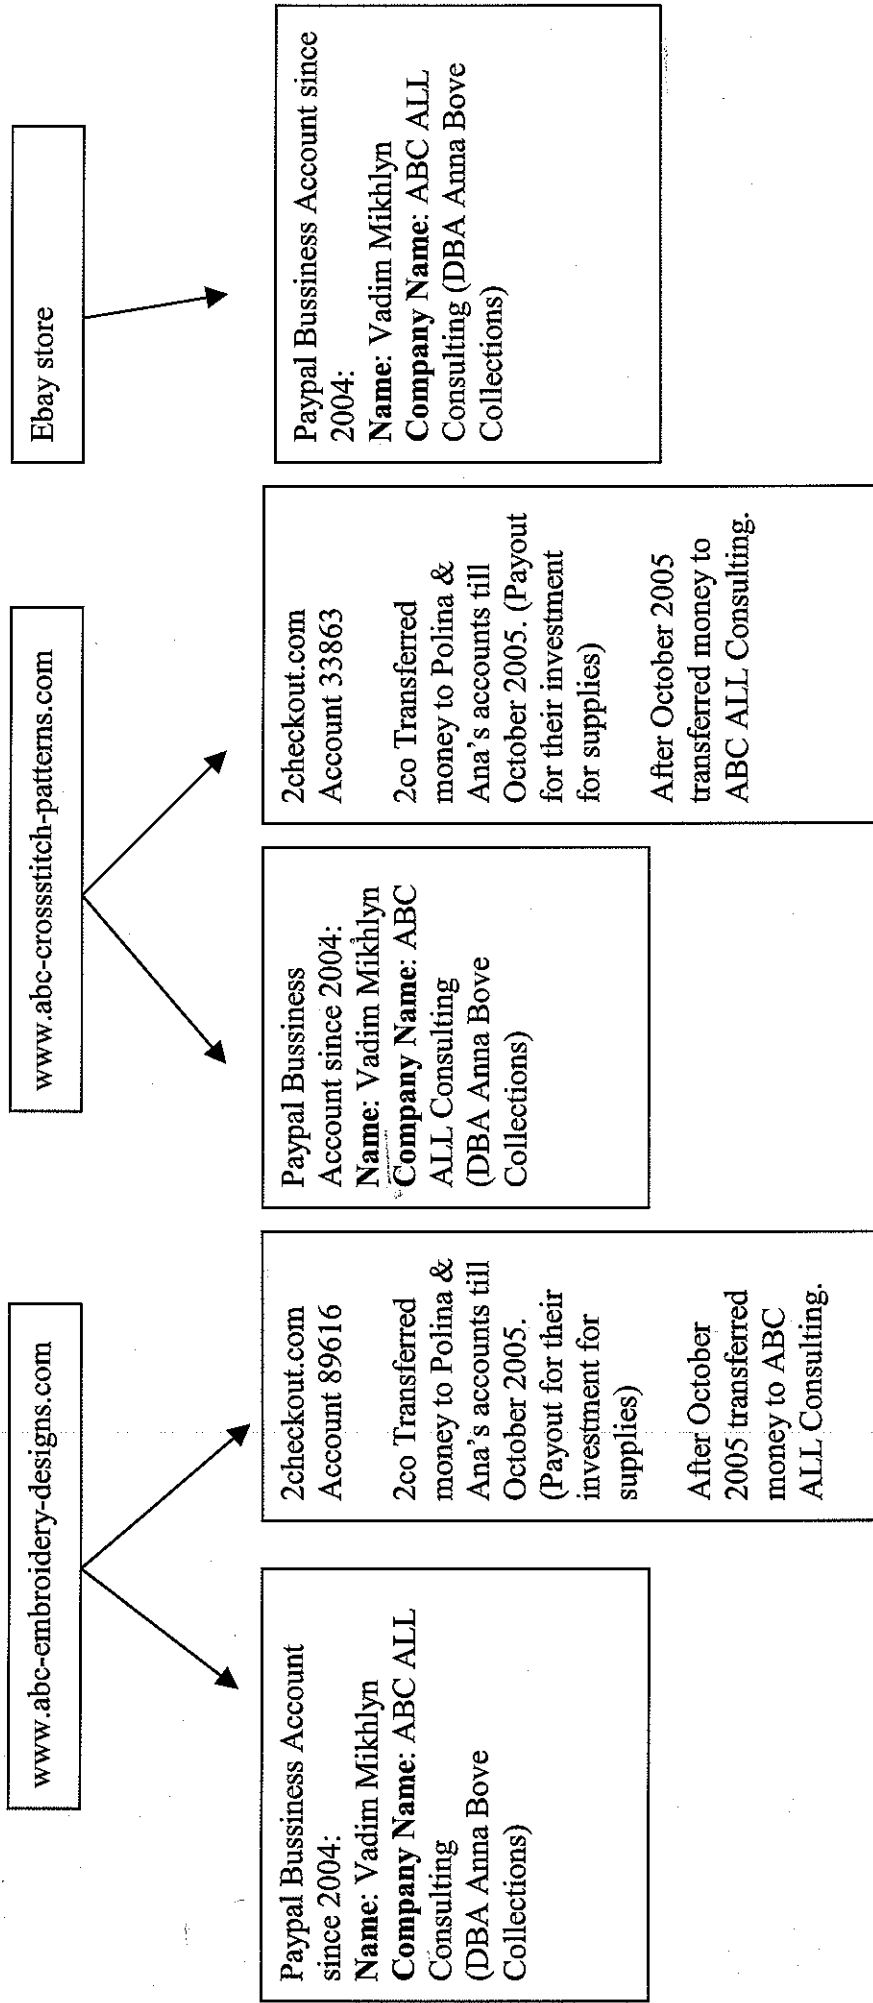 www.abc-embroidery-designs.com
Paypal Bussiness Account
since 2004:
Name: Vadim Mikhlyn
Company Name: ABC ALL
Consulting
(DBA Anna Bove
Collections)
2checkout.com
Account 89616
2co Transferred
money to Polina &
Ana's accounts till
October 2005.
(Payout for their
investment for
supplies)
After October
2005 transferred
money to ABC
ALL Consulting.
www.abc-crossstitch-patterns.com
Paypal Bussiness
Account since 2004:
Name: Vadim Mikhlyn
Company Name: ABC
ALL Consulting
(DBA Anna Bove
Collections)
2checkout.com
Account 33863
2co Transferred
money to Polina &
Ana's accounts till
October 2005. (Payout
for their investment
for supplies)
After October 2005
transferred money to
ABC ALL Consulting.
Ebay store
Paypal Bussiness Account since
2004:
Name: Vadim Mikhlyn
Company Name: ABC ALL
Consulting (DBA Anna Bove
Collections)